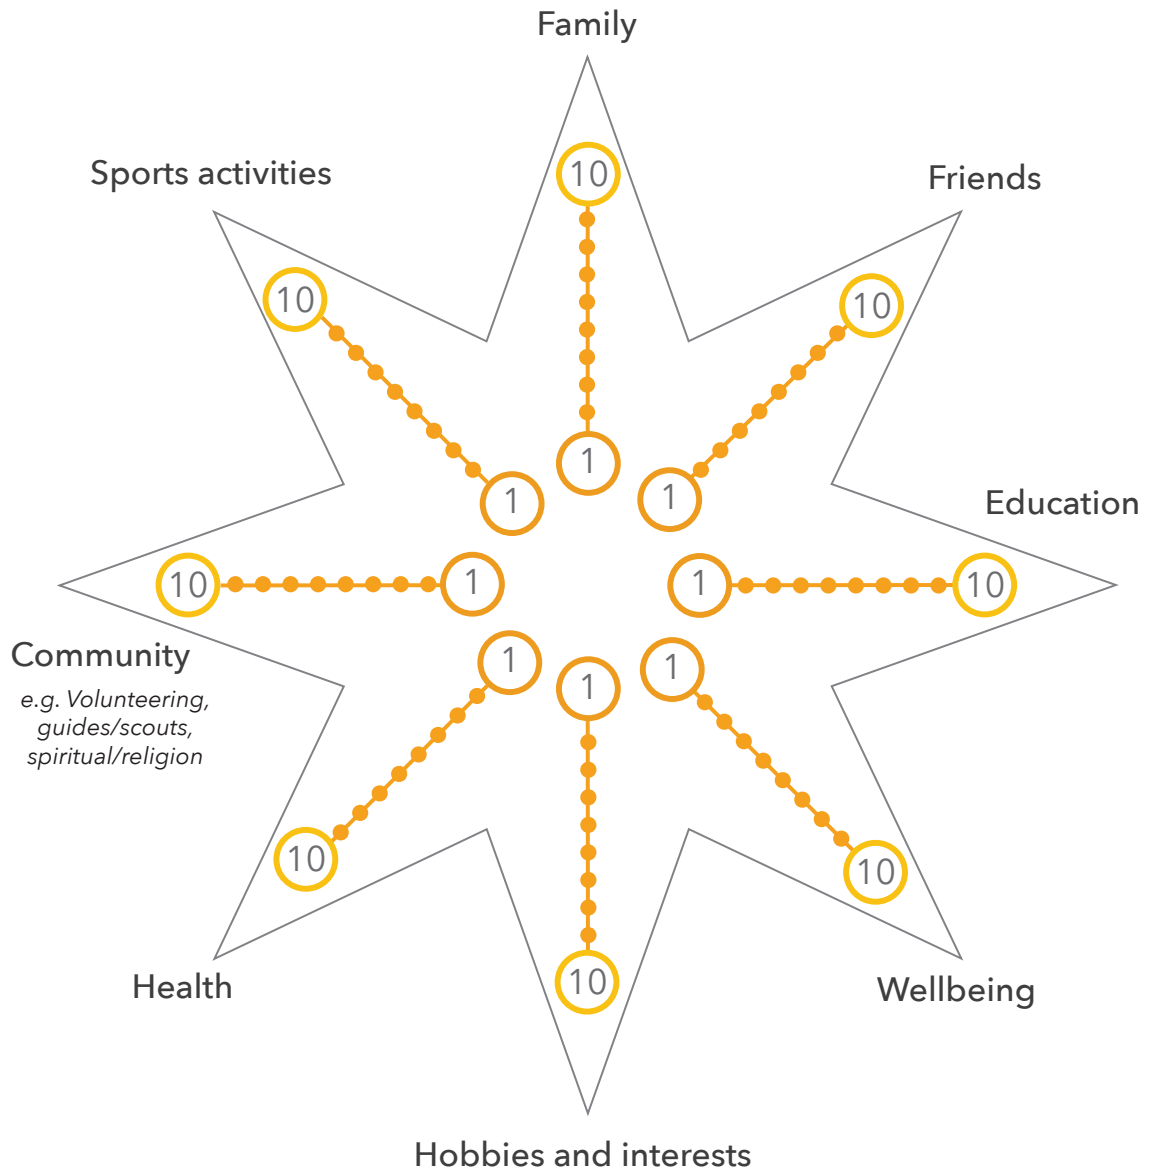 Family
Sports activities
Friends
10
10
10
1
1
1
Education
10
1
1
10
Community
e.g. Volunteering,
guides/scouts,
spiritual/religion
1
1
1
10
10
10
Health
Wellbeing
Hobbies and interests